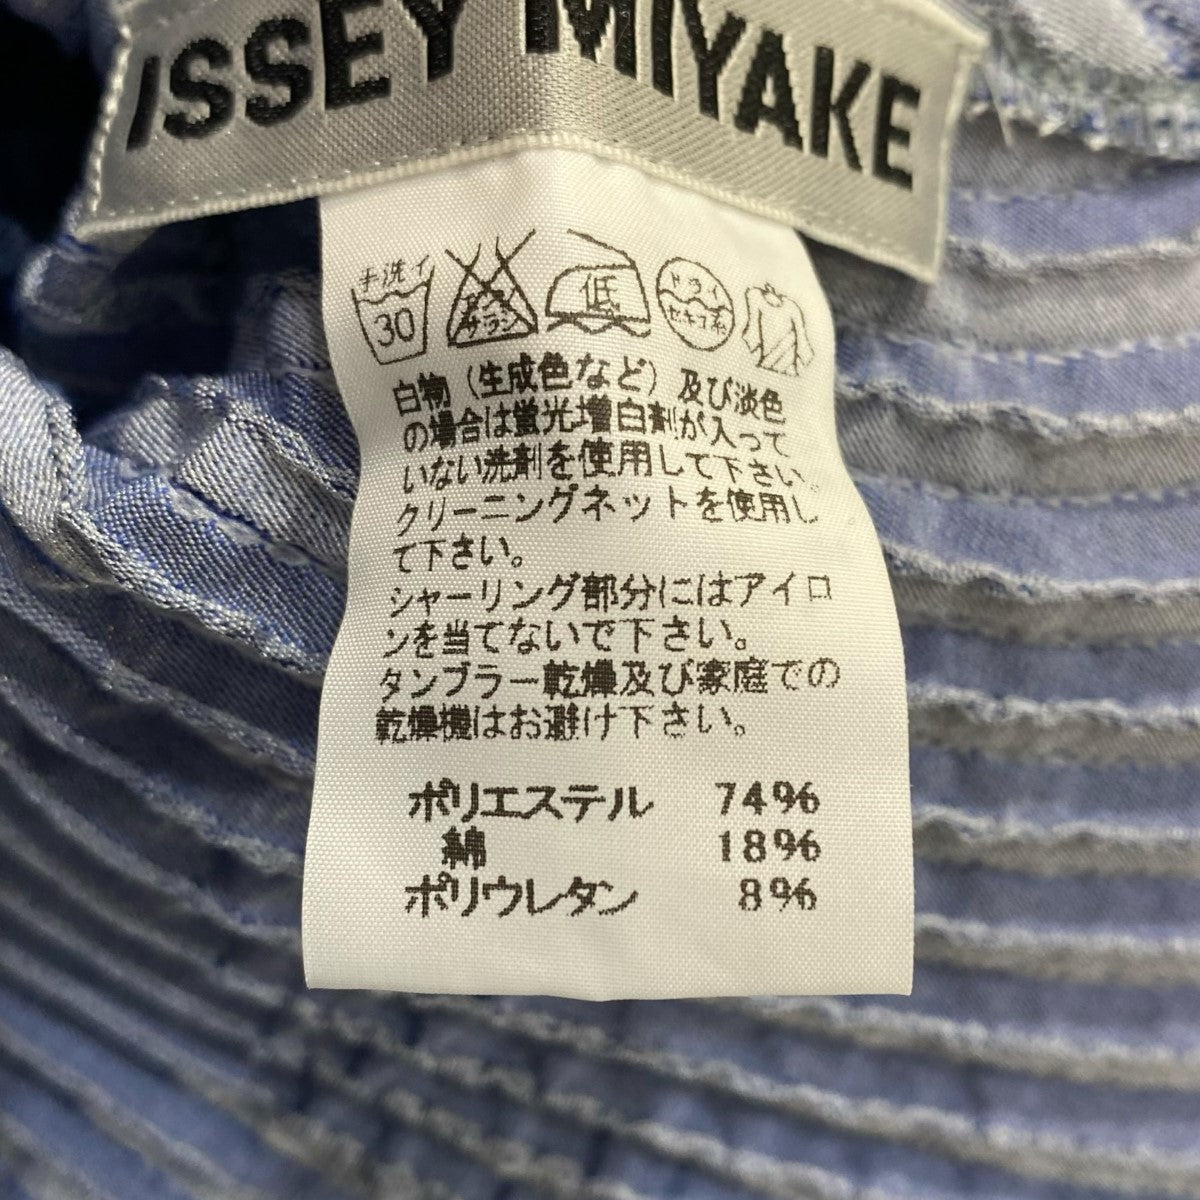 ISSEY MIYAKE
手洗イ
30
エンソ
サラシ
低
ドライ
セキユ系
白物（生成色など）及び淡色
の場合は蛍光増白剤が入って
いない洗剤を使用して下さい。
クリーニングネットを使用し
て下さい。
シャーリング部分にはアイロ
ンを当てないで下さい。
タンブラー乾燥及び家庭での
乾燥機はお避け下さい。
ポリエステル 74%
綿 18%
ポリウレタン 8%